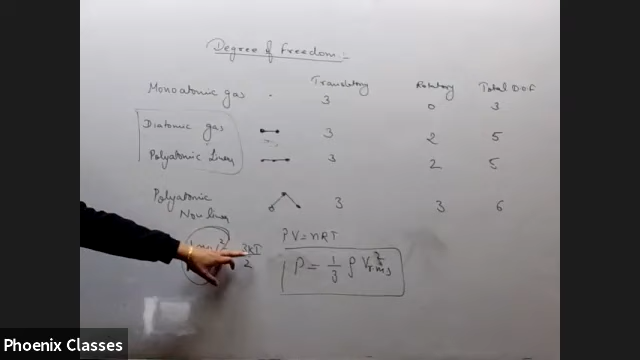 Degree of Freedom:-
Translatory Rotatory Total D.O.F
Monoatomic gas - 3 0 3
Diatomic gas 3 2 5
Polyatomic Linear 3 2 5
Polyatomic 3 3 6
Non linear
3KT
2
PV = nRT
P = 1/3 ρ V²rms
Phoenix Classes